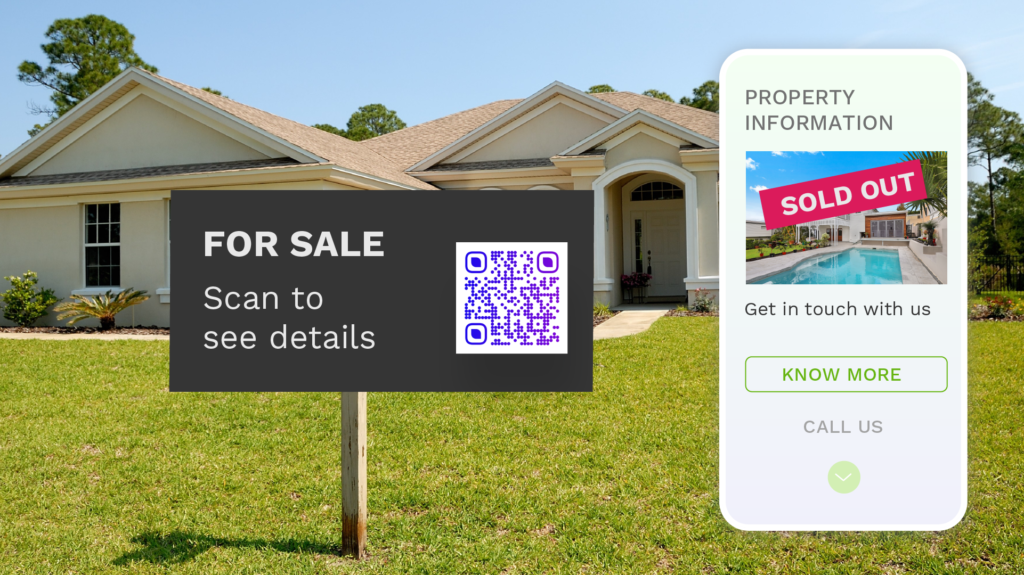 FOR SALE
Scan to
see details
PROPERTY
INFORMATION
SOLD OUT
Get in touch with us
KNOW MORE
CALL US